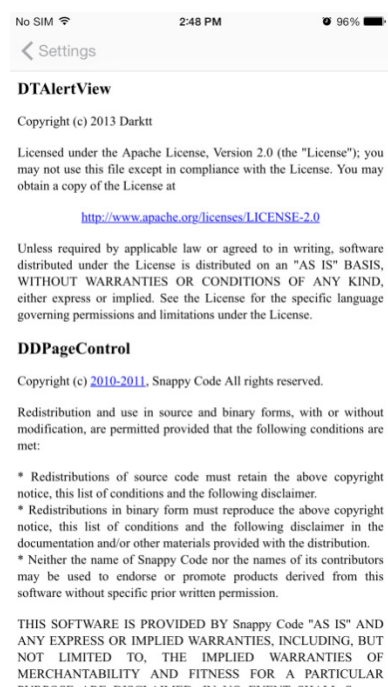 No SIM 2:48 PM 96%
Settings
DTAlertView
Copyright (c) 2013 Darktt
Licensed under the Apache License, Version 2.0 (the "License"); you
may not use this file except in compliance with the License. You may
obtain a copy of the License at
http://www.apache.org/licenses/LICENSE-2.0
Unless required by applicable law or agreed to in writing, software
distributed under the License is distributed on an "AS IS" BASIS,
WITHOUT WARRANTIES OR CONDITIONS OF ANY KIND,
either express or implied. See the License for the specific language
governing permissions and limitations under the License.
DDPageControl
Copyright (c) 2010-2011, Snappy Code All rights reserved.
Redistribution and use in source and binary forms, with or without
modification, are permitted provided that the following conditions are
met:
* Redistributions of source code must retain the above copyright
notice, this list of conditions and the following disclaimer.
* Redistributions in binary form must reproduce the above copyright
notice, this list of conditions and the following disclaimer in the
documentation and/or other materials provided with the distribution.
* Neither the name of Snappy Code nor the names of its contributors
may be used to endorse or promote products derived from this
software without specific prior written permission.
THIS SOFTWARE IS PROVIDED BY Snappy Code "AS IS" AND
ANY EXPRESS OR IMPLIED WARRANTIES, INCLUDING, BUT
NOT LIMITED TO, THE IMPLIED WARRANTIES OF
MERCHANTABILITY AND FITNESS FOR A PARTICULAR